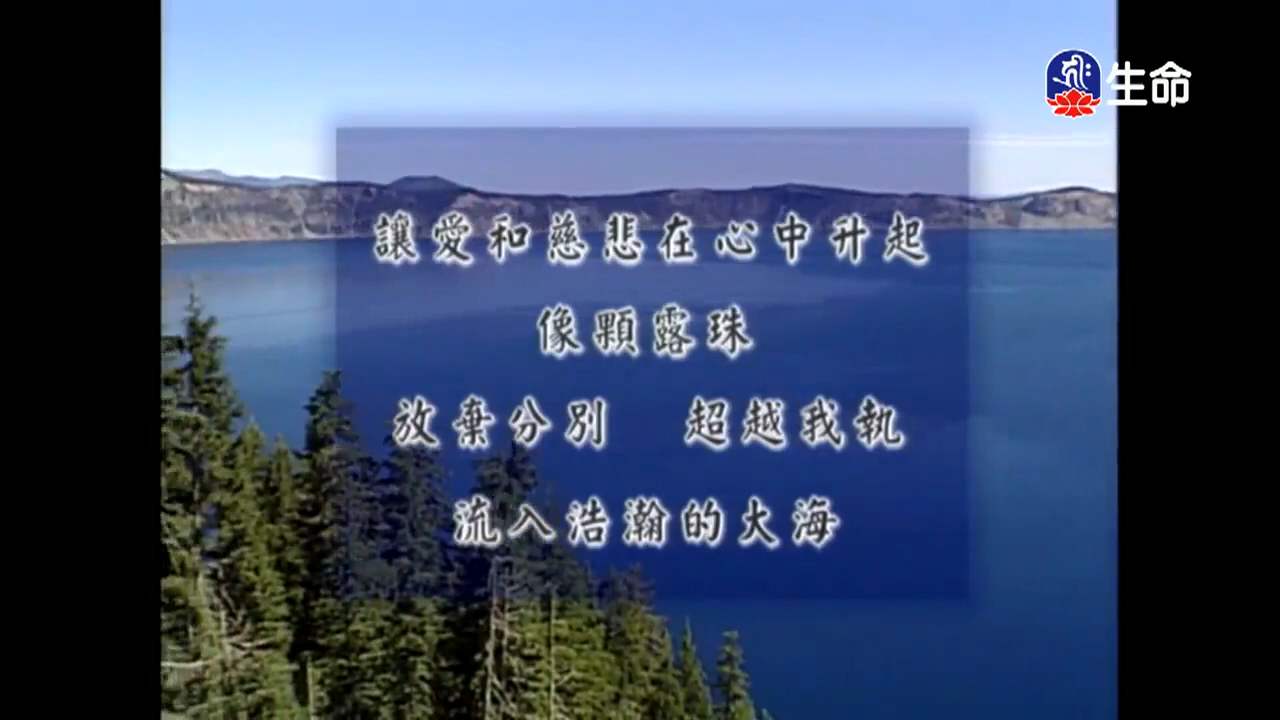 生命
讓愛和慈悲在心中升起
像顆露珠
放棄分別 超越我執
流入浩瀚的大海